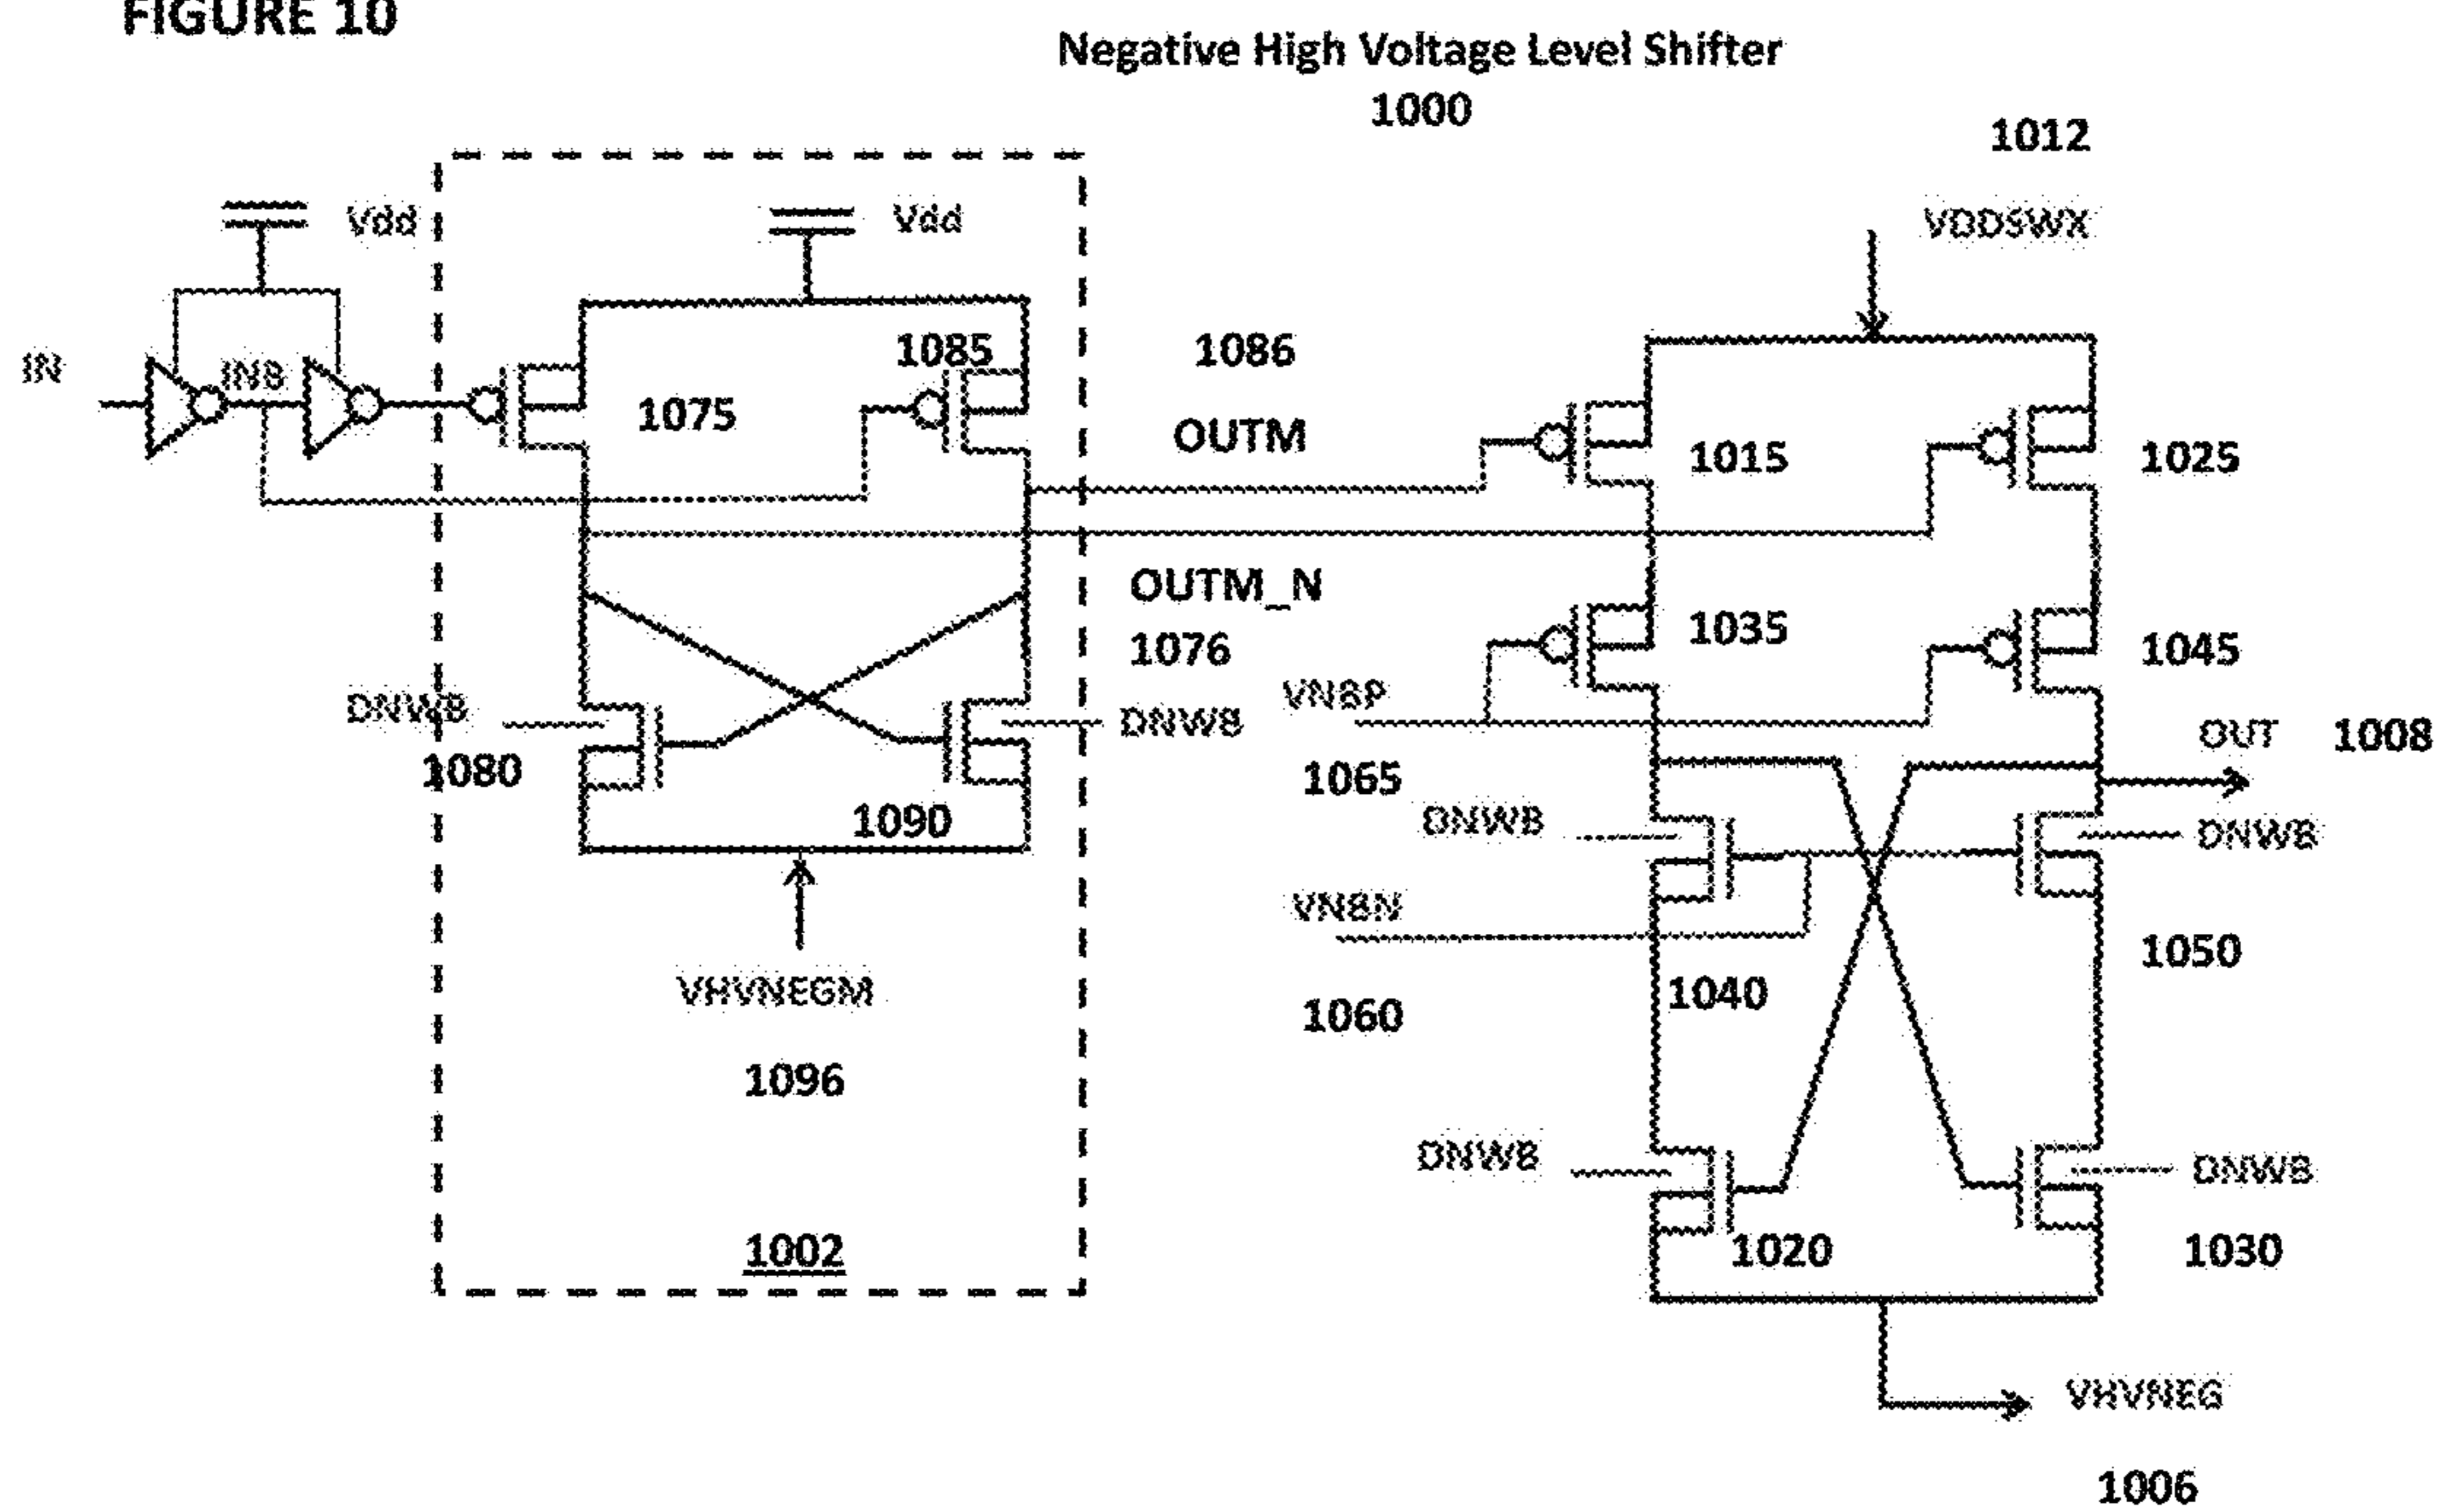 FIGURE 10
Negative High Voltage Level Shifter
1000
1012
Vdd
Vdd
VDDSWX
IN
INB
1085
1086
1075
OUTM
1015
1025
OUTM_N
1076
1035
1045
DNWB
DNWB
VNBP
OUT
1008
1080
1065
1090
DNWB
DNWB
VNBN
1050
VHVNEGM
1040
1060
1096
DNWB
DNWB
1002
1020
1030
VHVNEG
1006